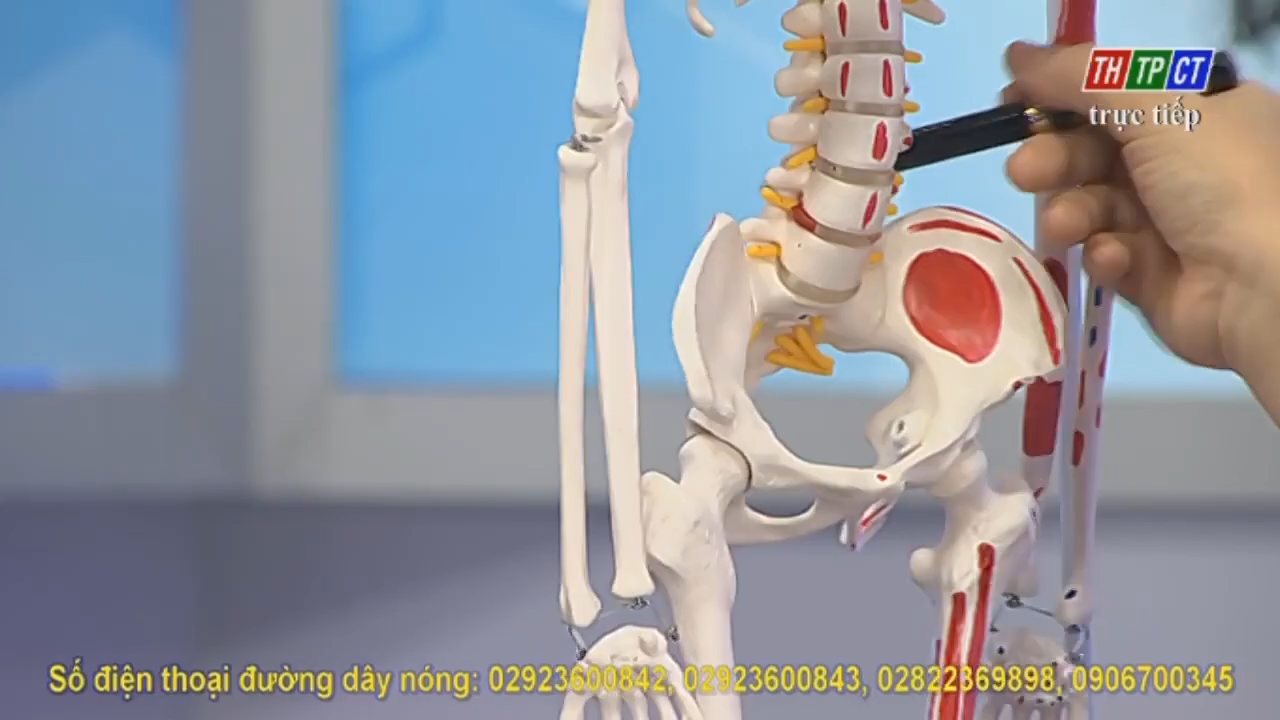 THTPCT
trực tiếp
Số điện thoại đường dây nóng: 02923600842, 02923600843, 02822369898, 0906700345